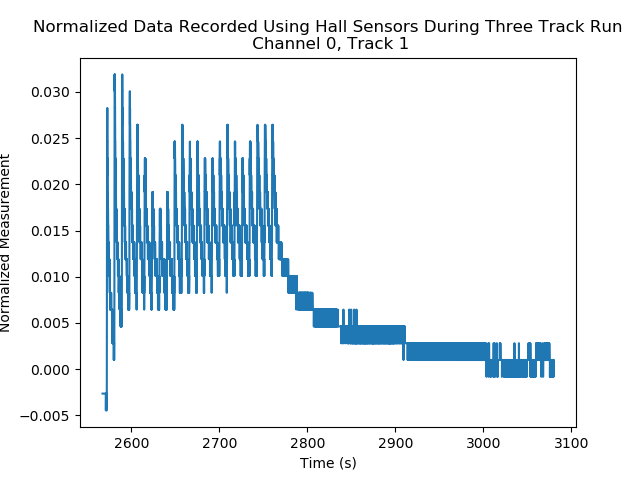 Normalized Data Recorded Using Hall Sensors During Three Track Run
Channel 0, Track 1
Normalized Measurement
0.030
0.025
0.020
0.015
0.010
0.005
0.000
−0.005
2600 2700 2800 2900 3000 3100
Time (s)